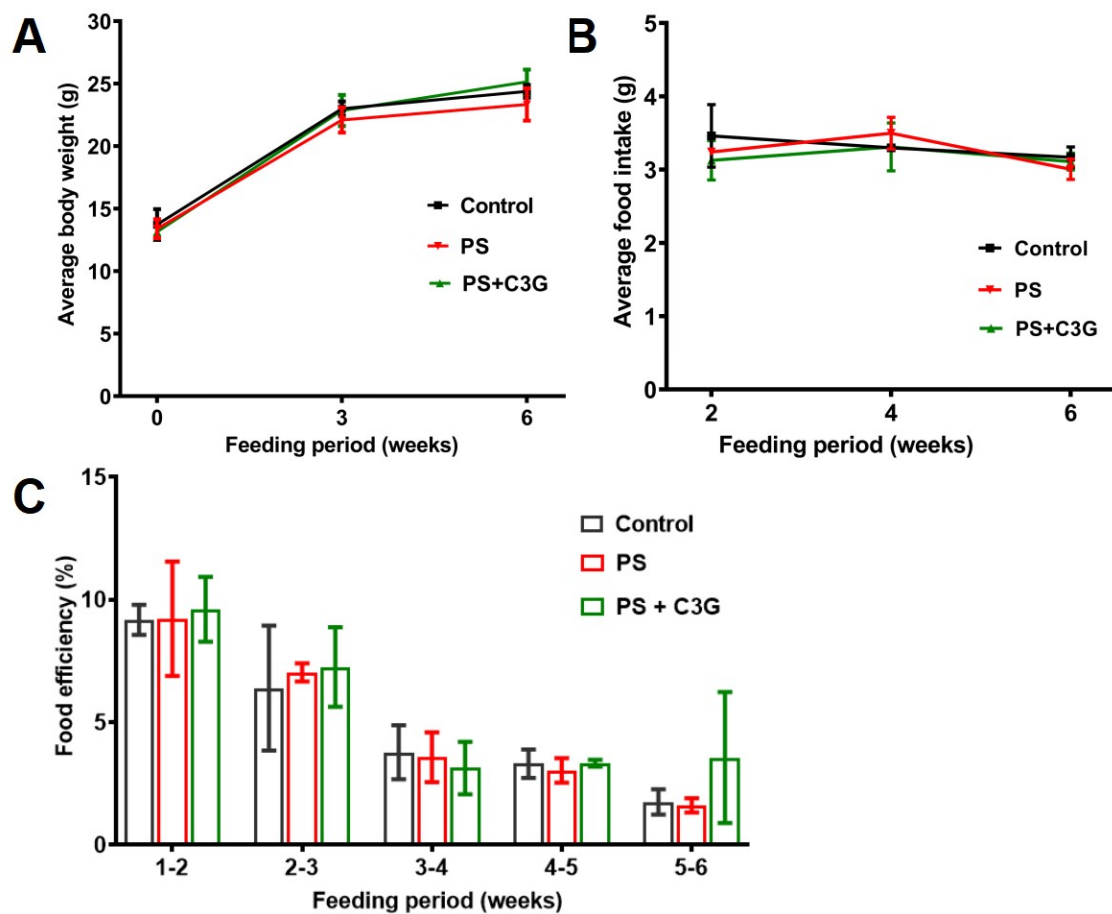 A
Average body weight (g)
30
25
20
15
10
5
0
0
3
6
Feeding period (weeks)
Control
PS
PS+C3G
B
Average food intake (g)
5
4
3
2
1
0
2
4
6
Feeding period (weeks)
Control
PS
PS+C3G
C
Food efficiency (%)
15
10
5
0
1-2
2-3
3-4
4-5
5-6
Feeding period (weeks)
Control
PS
PS + C3G